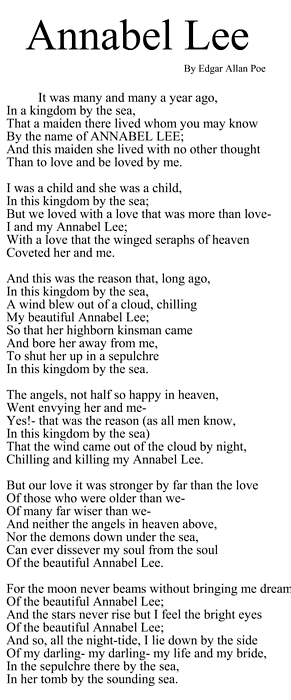 Annabel Lee
By Edgar Allan Poe
It was many and many a year ago,
In a kingdom by the sea,
That a maiden there lived whom you may know
By the name of ANNABEL LEE;
And this maiden she lived with no other thought
Than to love and be loved by me.
I was a child and she was a child,
In this kingdom by the sea;
But we loved with a love that was more than love-
I and my Annabel Lee;
With a love that the winged seraphs of heaven
Coveted her and me.
And this was the reason that, long ago,
In this kingdom by the sea,
A wind blew out of a cloud, chilling
My beautiful Annabel Lee;
So that her highborn kinsman came
And bore her away from me,
To shut her up in a sepulchre
In this kingdom by the sea.
The angels, not half so happy in heaven,
Went envying her and me-
Yes!- that was the reason (as all men know,
In this kingdom by the sea)
That the wind came out of the cloud by night,
Chilling and killing my Annabel Lee.
But our love it was stronger by far than the love
Of those who were older than we-
Of many far wiser than we-
And neither the angels in heaven above,
Nor the demons down under the sea,
Can ever dissever my soul from the soul
Of the beautiful Annabel Lee.
For the moon never beams without bringing me dream
Of the beautiful Annabel Lee;
And the stars never rise but I feel the bright eyes
Of the beautiful Annabel Lee;
And so, all the night-tide, I lie down by the side
Of my darling- my darling- my life and my bride,
In the sepulchre there by the sea,
In her tomb by the sounding sea.